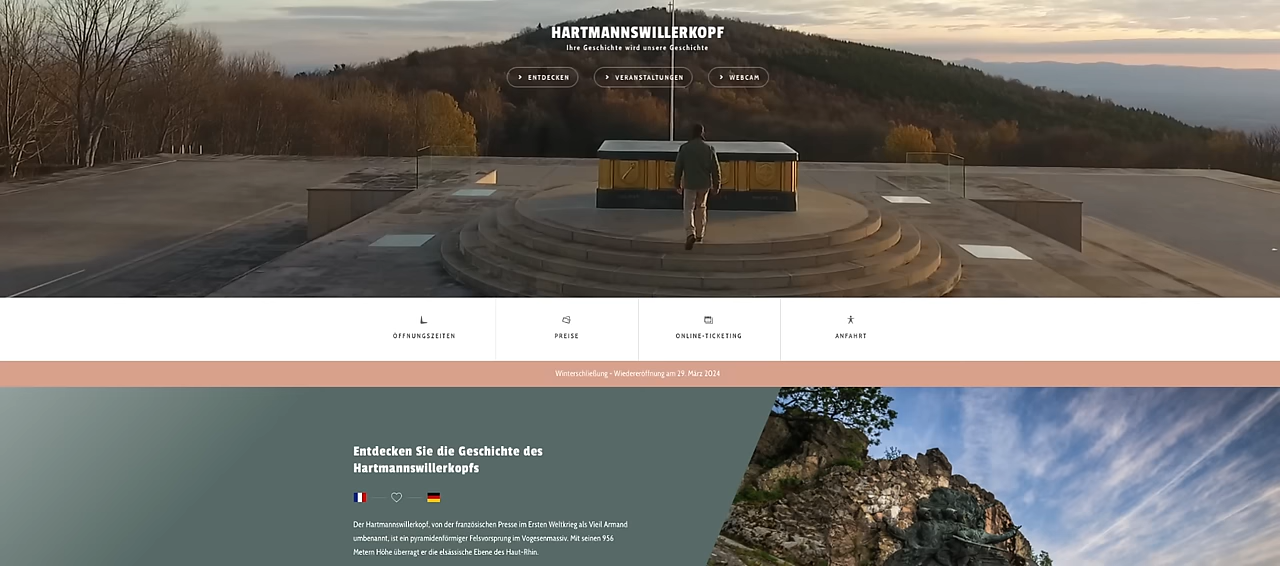 HARTMANNSWILLERKOPF
Ihre Geschichte wird unsere Geschichte
ENTDECKEN
VERANSTALTUNGEN
WEBCAM
ÖFFNUNGSZEITEN
PREISE
ONLINE-TICKETING
ANFAHRT
Winterschließung - Wiedereröffnung am 29. März 2024
Entdecken Sie die Geschichte des
Hartmannswillerkopfs
Der Hartmannswillerkopf, von der französischen Presse im Ersten Weltkrieg als Vieil Armand
umbenannt, ist ein pyramidenförmiger Felsvorsprung im Vogesenmassiv. Mit seinen 956
Metern Höhe überragt er die elsässische Ebene des Haut-Rhin.